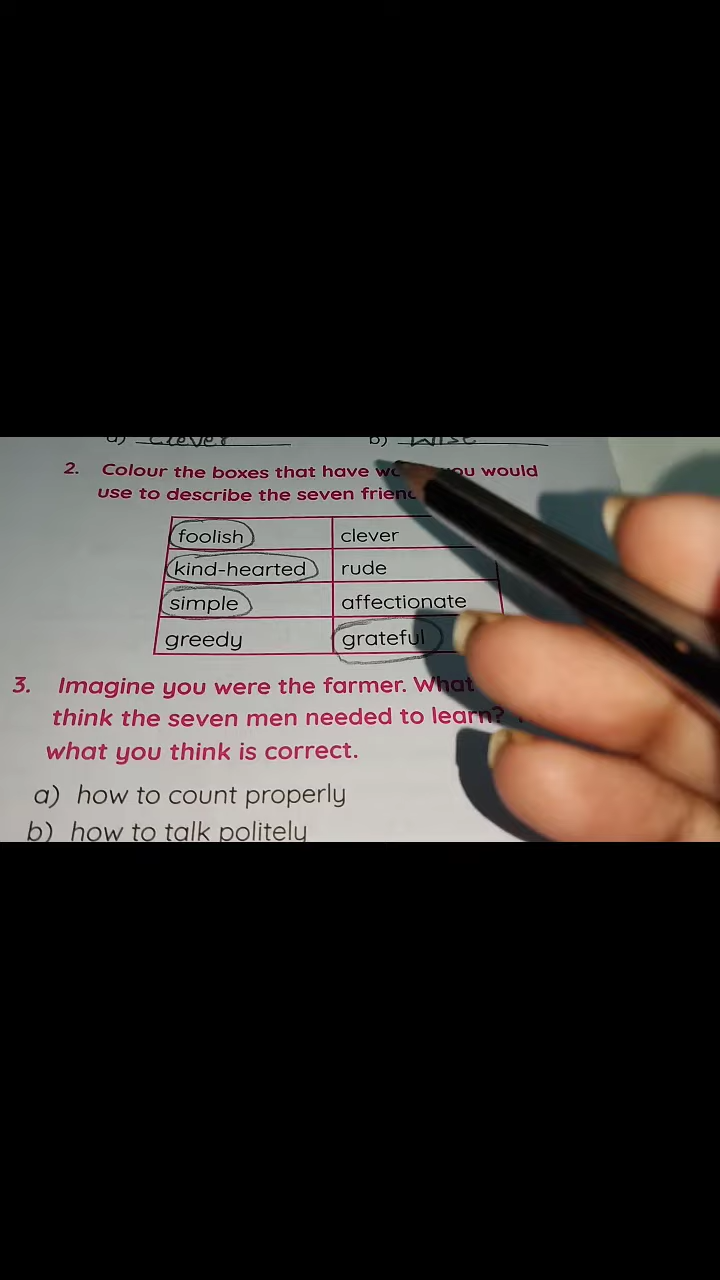 a) clever b) wise
2. Colour the boxes that have you would
use to describe the seven
foolish clever
kind-hearted rude
simple affectionate
greedy grateful
3. Imagine you were the farmer. What
think the seven men needed to learn?
what you think is correct.
a) how to count properly
b) how to talk politely